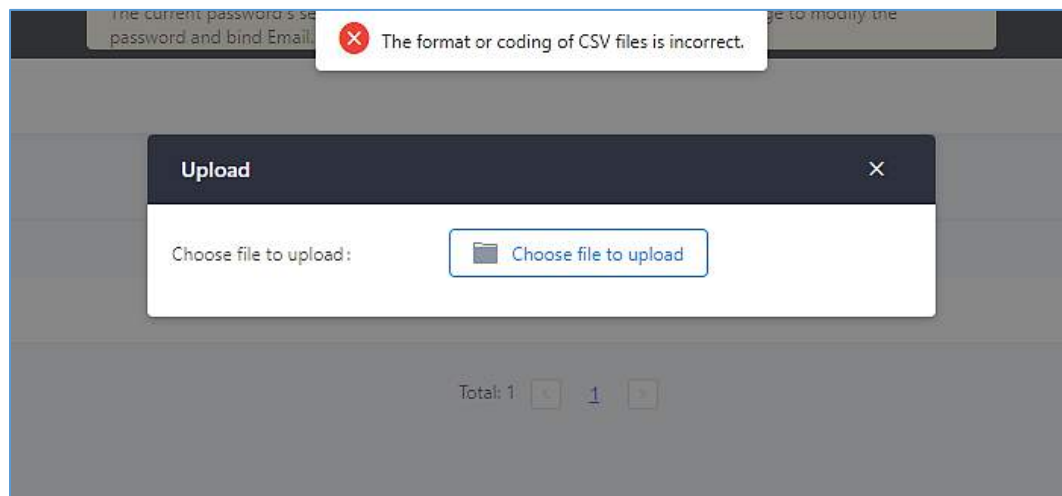 The current password's se
ge to modify the
password and bind Email.
The format or coding of CSV files is incorrect.
Upload
Choose file to upload:
Choose file to upload
Total: 1 < 1 >